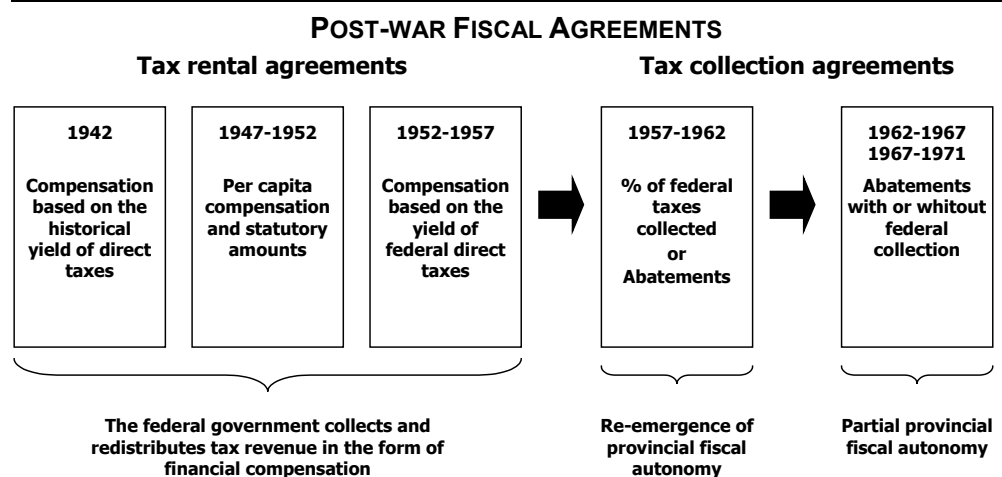 POST-WAR FISCAL AGREEMENTS
Tax rental agreements
Tax collection agreements
1942
Compensation
based on the
historical
yield of direct
taxes
1947-1952
Per capita
compensation
and statutory
amounts
1952-1957
Compensation
based on the
yield of
federal direct
taxes
1957-1962
% of federal
taxes
collected
or
Abatements
1962-1967
1967-1971
Abatements
with or whitout
federal
collection
The federal government collects and
redistributes tax revenue in the form of
financial compensation
Re-emergence of
provincial fiscal
autonomy
Partial provincial
fiscal autonomy